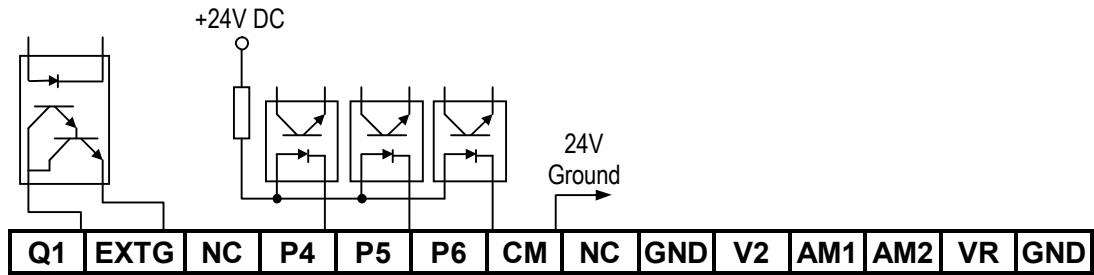 +24V DC
24V
Ground
Q1 EXTG NC P4 P5 P6 CM NC GND V2 AM1 AM2 VR GND